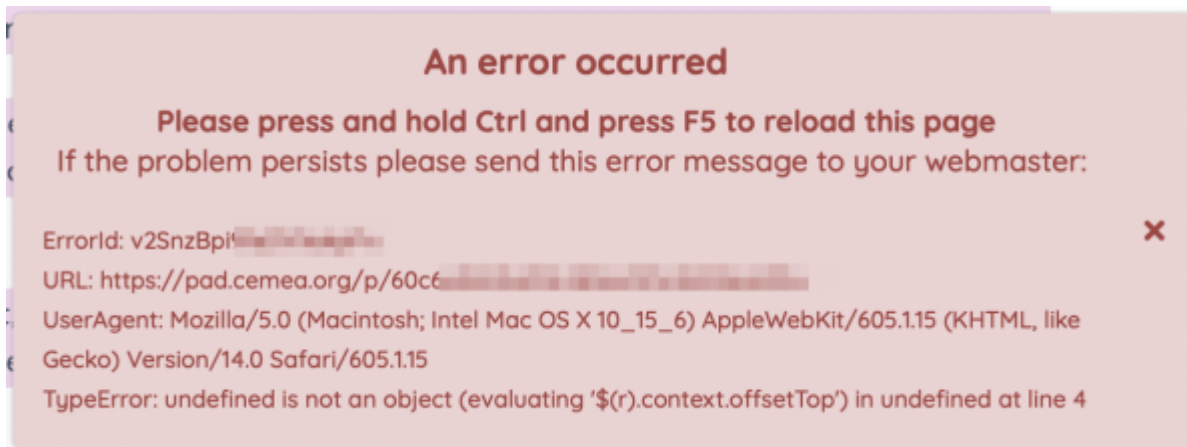 An error occurred
Please press and hold Ctrl and press F5 to reload this page
If the problem persists please send this error message to your webmaster:
ErrorId: v2SnzBpi
URL: https://pad.cemea.org/p/60c6
UserAgent: Mozilla/5.0 (Macintosh; Intel Mac OS X 10_15_6) AppleWebKit/605.1.15 (KHTML, like
Gecko) Version/14.0 Safari/605.1.15
TypeError: undefined is not an object (evaluating '$(r).context.offsetTop') in undefined at line 4